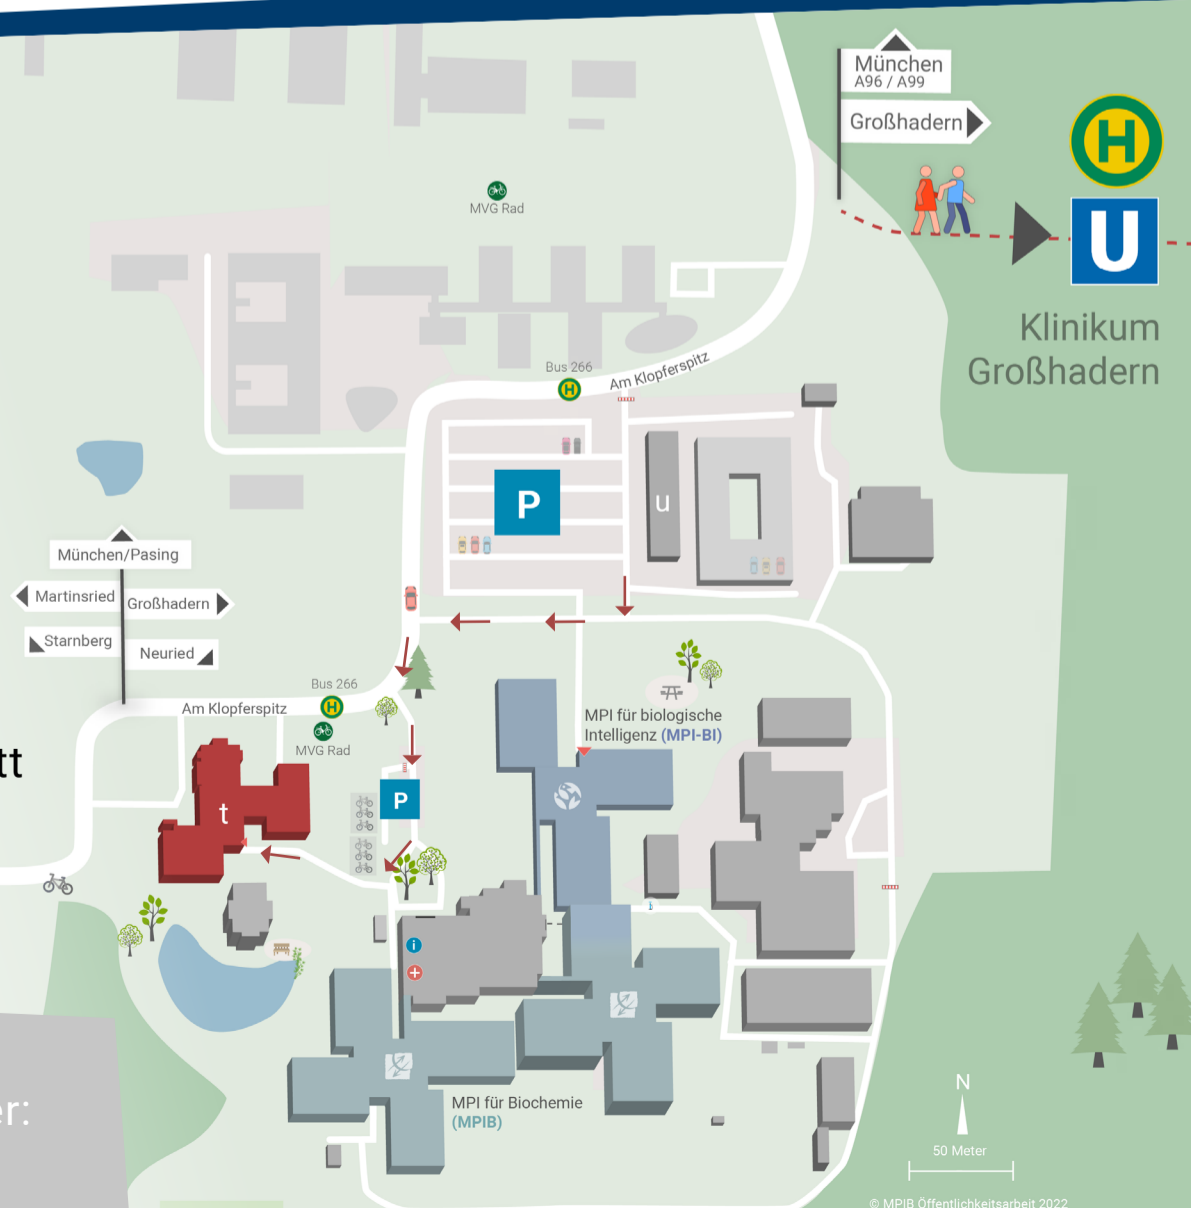 München
A96 / A99
Großhadern
H
U
MVG Rad
Klinikum
Großhadern
Bus 266
H
Am Klopferspitz
P
u
München/Pasing
Martinsried
Großhadern
Starnberg
Neuried
Bus 266
H
Am Klopferspitz
MVG Rad
MPI für biologische
Intelligenz (MPI-BI)
tt
P
t
i
i
er:
MPI für Biochemie
(MPIB)
N
50 Meter
© MPIB Öffentlichkeitsarbeit 2022